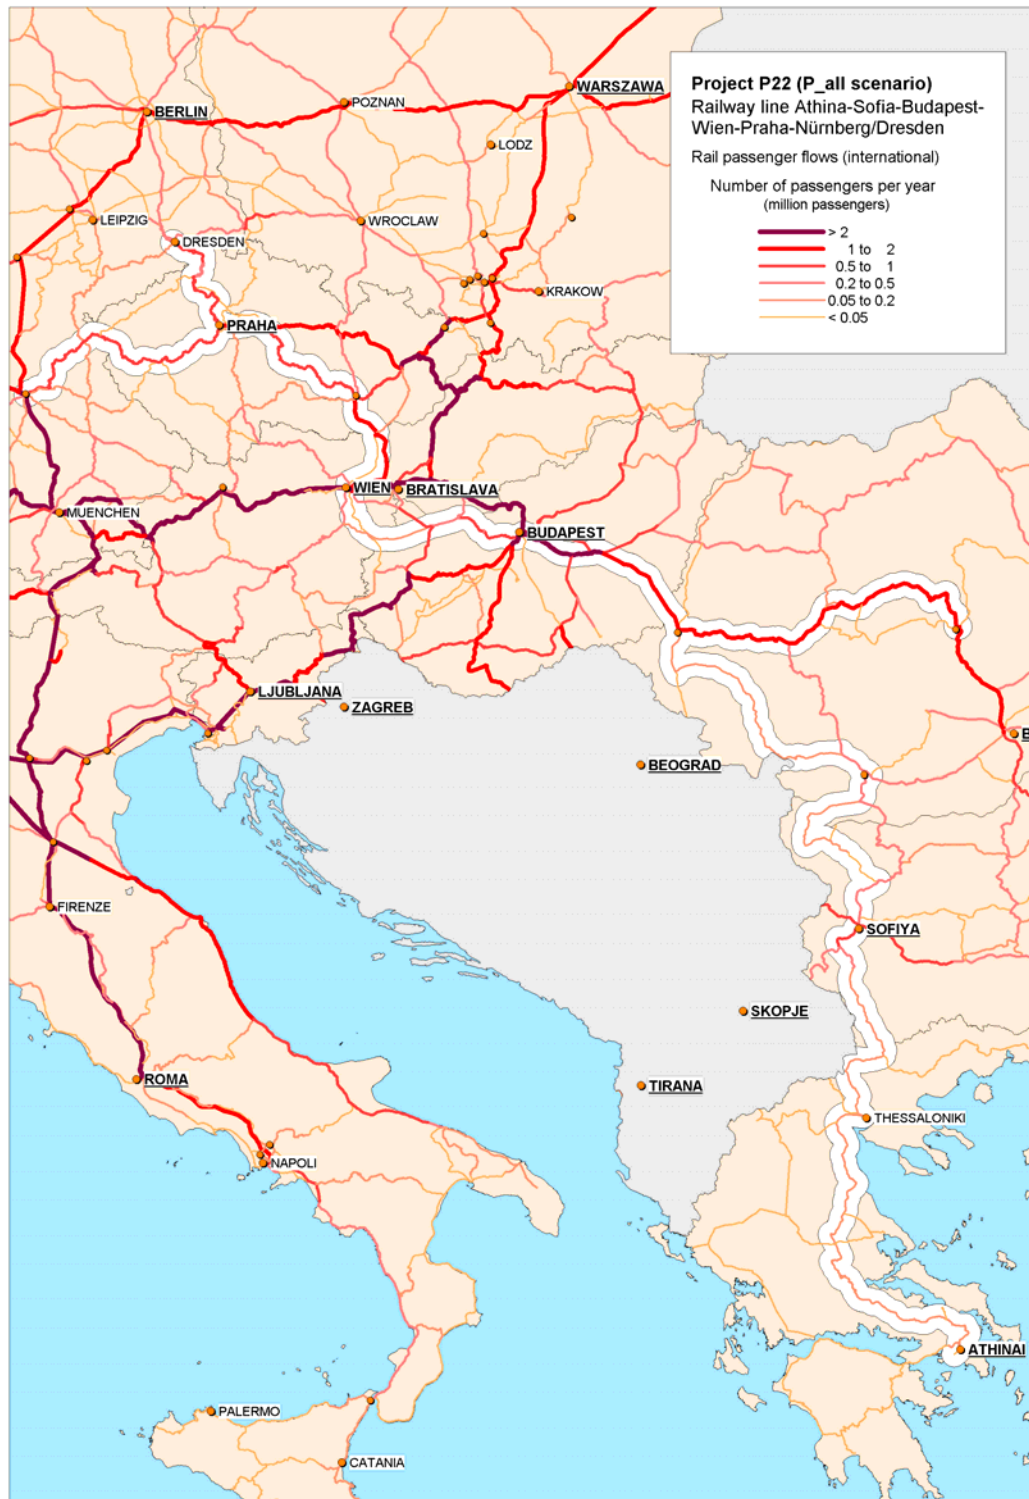 WARSZAWA
POZNAN
BERLIN
LODZ
LEIPZIG
WROCLAW
DRESDEN
KRAKOW
PRAHA
Project P22 (P_all scenario)
Railway line Athina-Sofia-Budapest-
Wien-Praha-Nürnberg/Dresden
Rail passenger flows (international)
Number of passengers per year
(million passengers)
> 2
1 to 2
0.5 to 1
0.2 to 0.5
0.05 to 0.2
< 0.05
WIEN
BRATISLAVA
MUENCHEN
BUDAPEST
LJUBLJANA
ZAGREB
B
BEOGRAD
FIRENZE
SOFIYA
SKOPJE
ROMA
TIRANA
THESSALONIKI
NAPOLI
ATHINAI
PALERMO
CATANIA